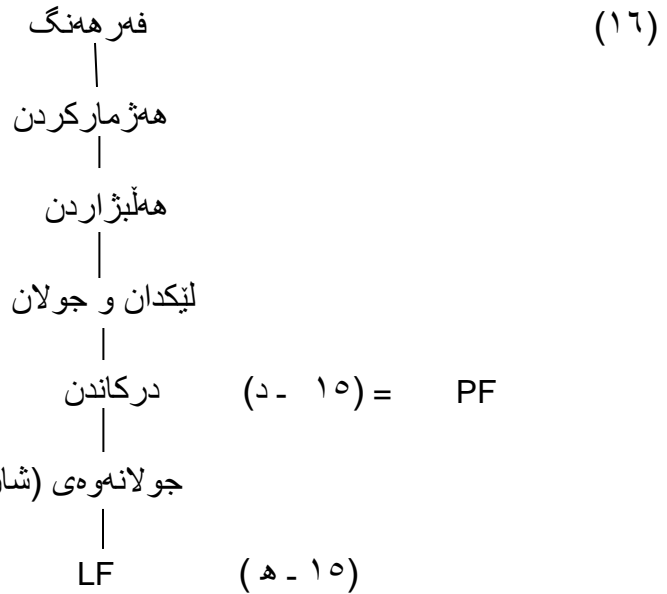 (١٦) فەرهەنگ
هەژمارکردن
هەڵبژاردن
لێکدان و جولان
درکاندن (١٥ - د) = PF
جولانەوەی
LF (١٥ - ه)